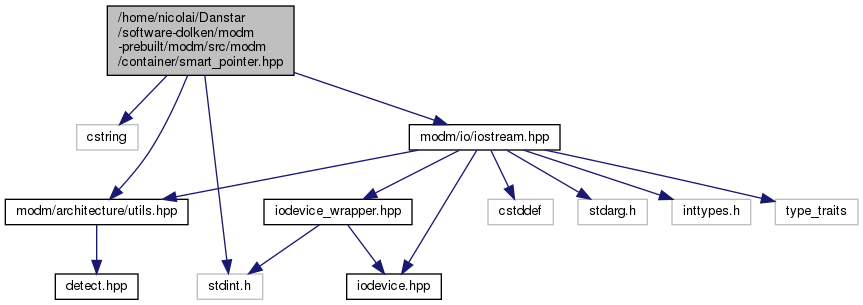 /home/nicolai/Danstar
/software-dolken/modm
-prebuilt/modm/src/modm
/container/smart_pointer.hpp
cstring
modm/io/iostream.hpp
modm/architecture/utils.hpp
iodevice_wrapper.hpp
cstddef
stdarg.h
inttypes.h
type_traits
detect.hpp
stdint.h
iodevice.hpp